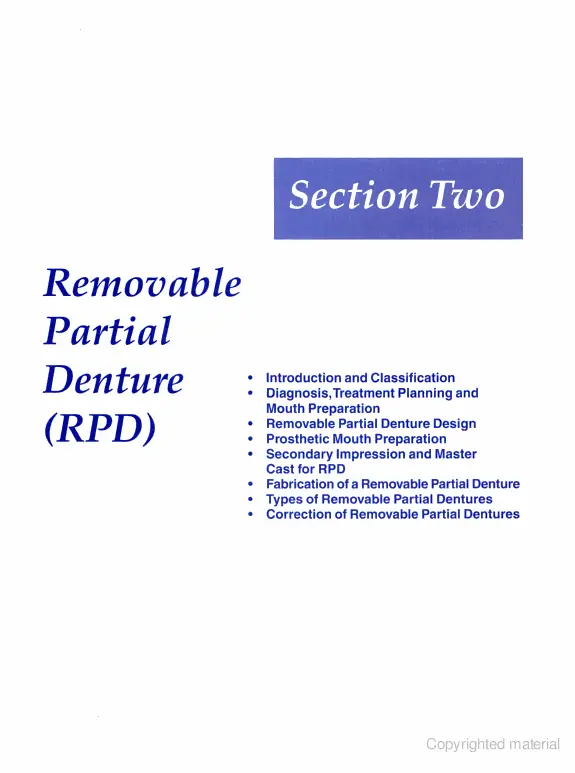 Section Two
Removable
Partial
Denture
(RPD)
• Introduction and Classification
• Diagnosis,Treatment Planning and
Mouth Preparation
• Removable Partial Denture Design
• Prosthetic Mouth Preparation
• Secondary Impression and Master
Cast for RPD
• Fabrication of a Removable Partial Denture
• Types of Removable Partial Dentures
• Correction of Removable Partial Dentures
Copyrighted material